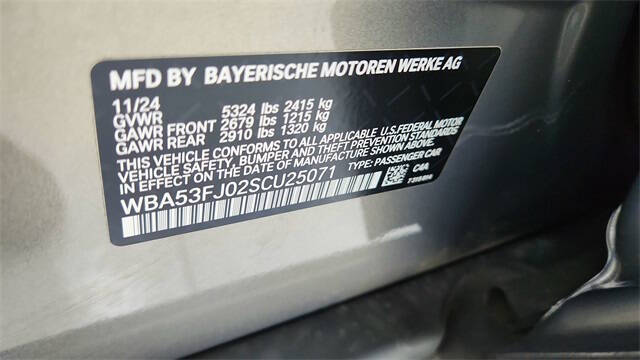 MFD BY BAYERISCHE MOTOREN WERKE AG
11/24
GVWR 5324 lbs 2415 kg
GAWR FRONT 2679 lbs 1215 kg
GAWR REAR 2910 lbs 1320 kg
THIS VEHICLE CONFORMS TO ALL APPLICABLE U.S.FEDERAL MOTOR
VEHICLE SAFETY, BUMPER AND THEFT PREVENTION STANDARDS
IN EFFECT ON THE DATE OF MANUFACTURE SHOWN ABOVE.
WBA53FJ02SCU25071 TYPE: PASSENGER CAR
C4A